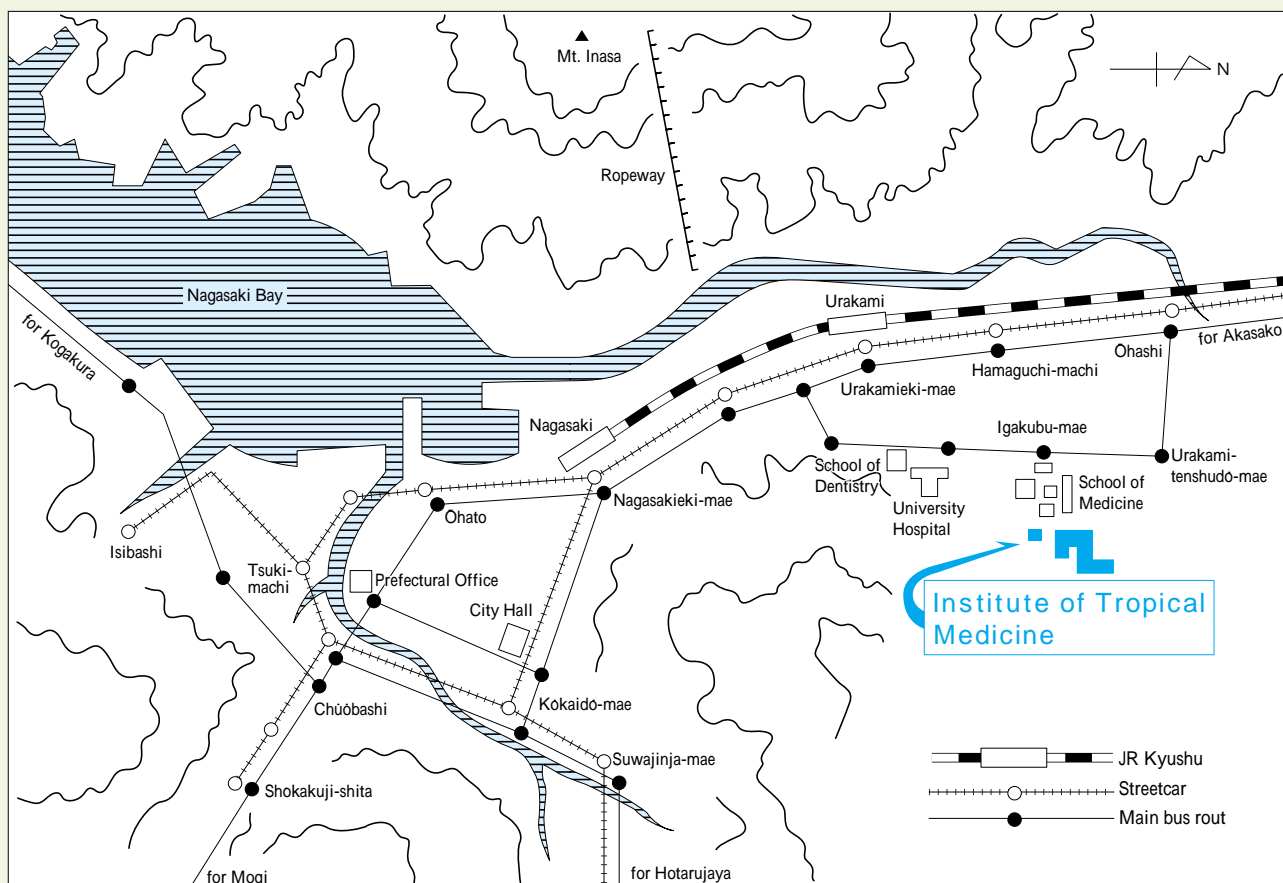 Mt. Inasa
N
Ropeway
Nagasaki Bay
Urakami
for Kogakura
for Akasako
Ōhashi
Hamaguchi-machi
Urakamieki-mae
Nagasaki
Igakubu-mae
School of
Dentistry
Urakami-
tenshudō-mae
School of
Medicine
University
Hospital
Nagasakieki-mae
Ōhato
Isibashi
Tsuki-
machi
Prefectural Office
City Hall
Institute of Tropical
Medicine
Chūōbashi
Kōkaidō-mae
Suwajinja-mae
JR Kyushu
Streetcar
Shokakuji-shita
Main bus rout
for Mogi
for Hotarujaya